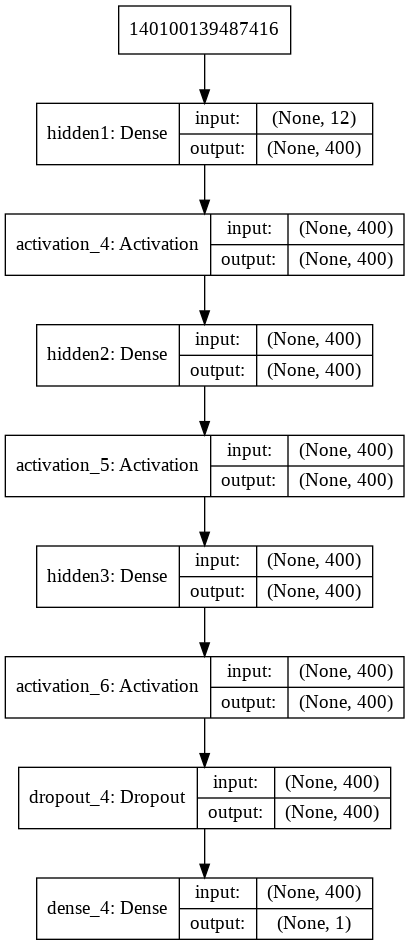 140100139487416
hidden1: Dense
input: (None, 12)
output: (None, 400)
activation_4: Activation
input: (None, 400)
output: (None, 400)
hidden2: Dense
input: (None, 400)
output: (None, 400)
activation_5: Activation
input: (None, 400)
output: (None, 400)
hidden3: Dense
input: (None, 400)
output: (None, 400)
activation_6: Activation
input: (None, 400)
output: (None, 400)
dropout_4: Dropout
input: (None, 400)
output: (None, 400)
dense_4: Dense
input: (None, 400)
output: (None, 1)